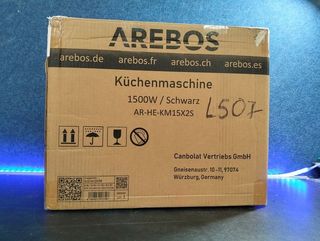 AREBOS
arebos.de arebos.fr arebos.ch arebos.es
Küchenmaschine
1500W / Schwarz
AR-HE-KM15X2S
L507
Canbolat Vertriebs GmbH
Gneisenaustr. 10-11, 97074
Würzburg, Germany